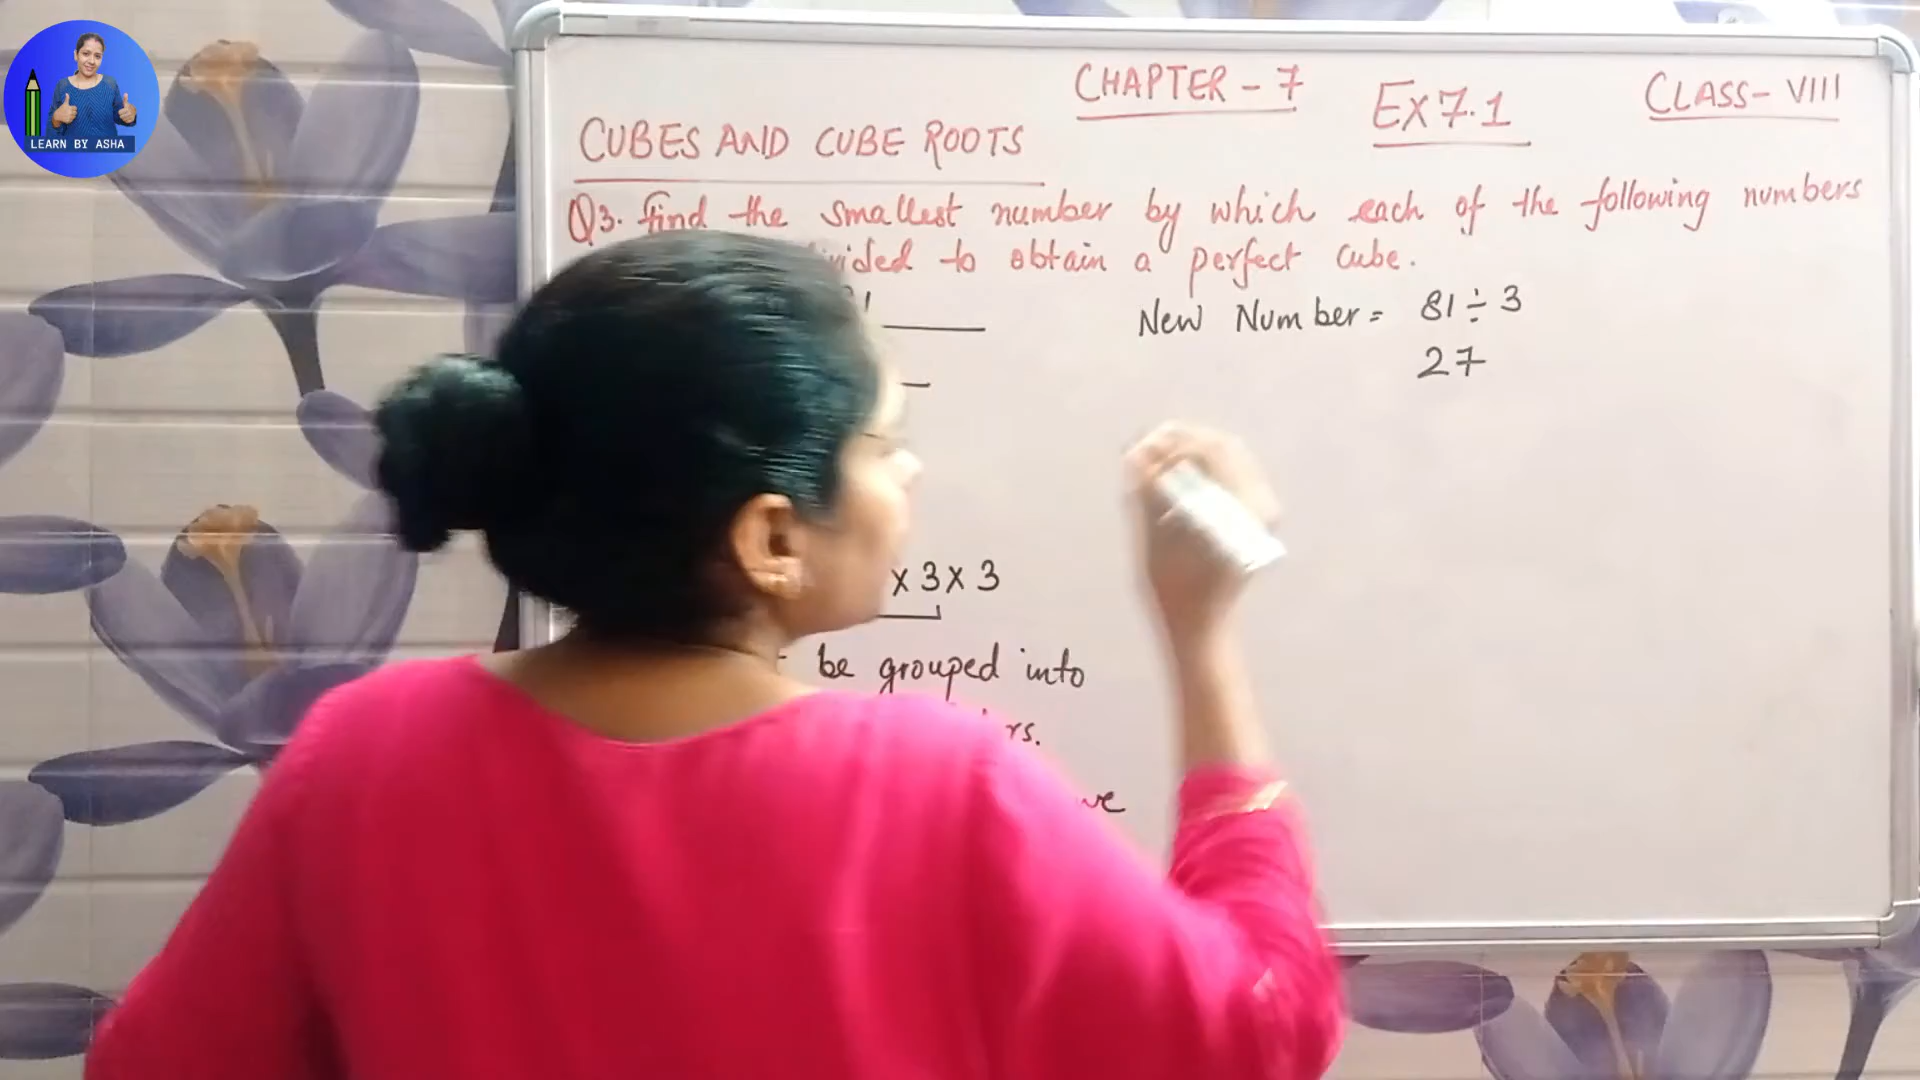 LEARN BY ASHA
CHAPTER - 7
EX 7.1
CLASS - VIII
CUBES AND CUBE ROOTS
Q3. find the smallest number by which each of the following numbers
to obtain a perfect cube.
New Number = 81 ÷ 3
27
x 3 x 3
be grouped into